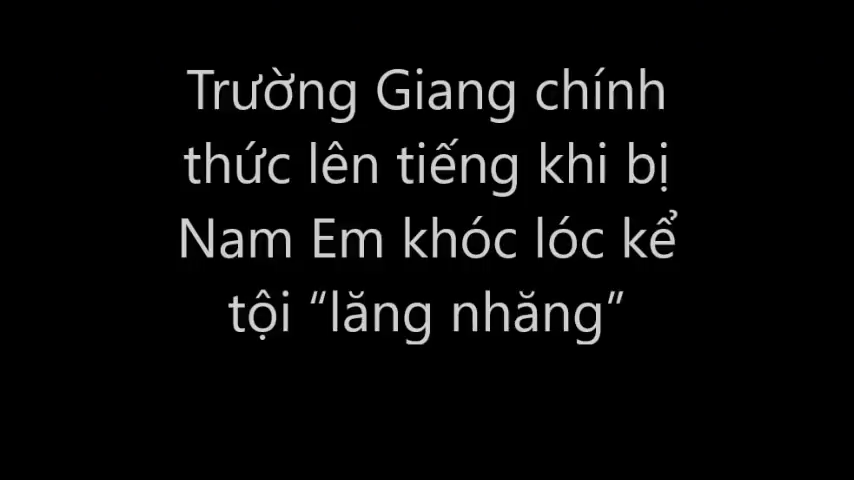 Trường Giang chính
thức lên tiếng khi bị
Nam Em khóc lóc kể
tội “lăng nhăng”